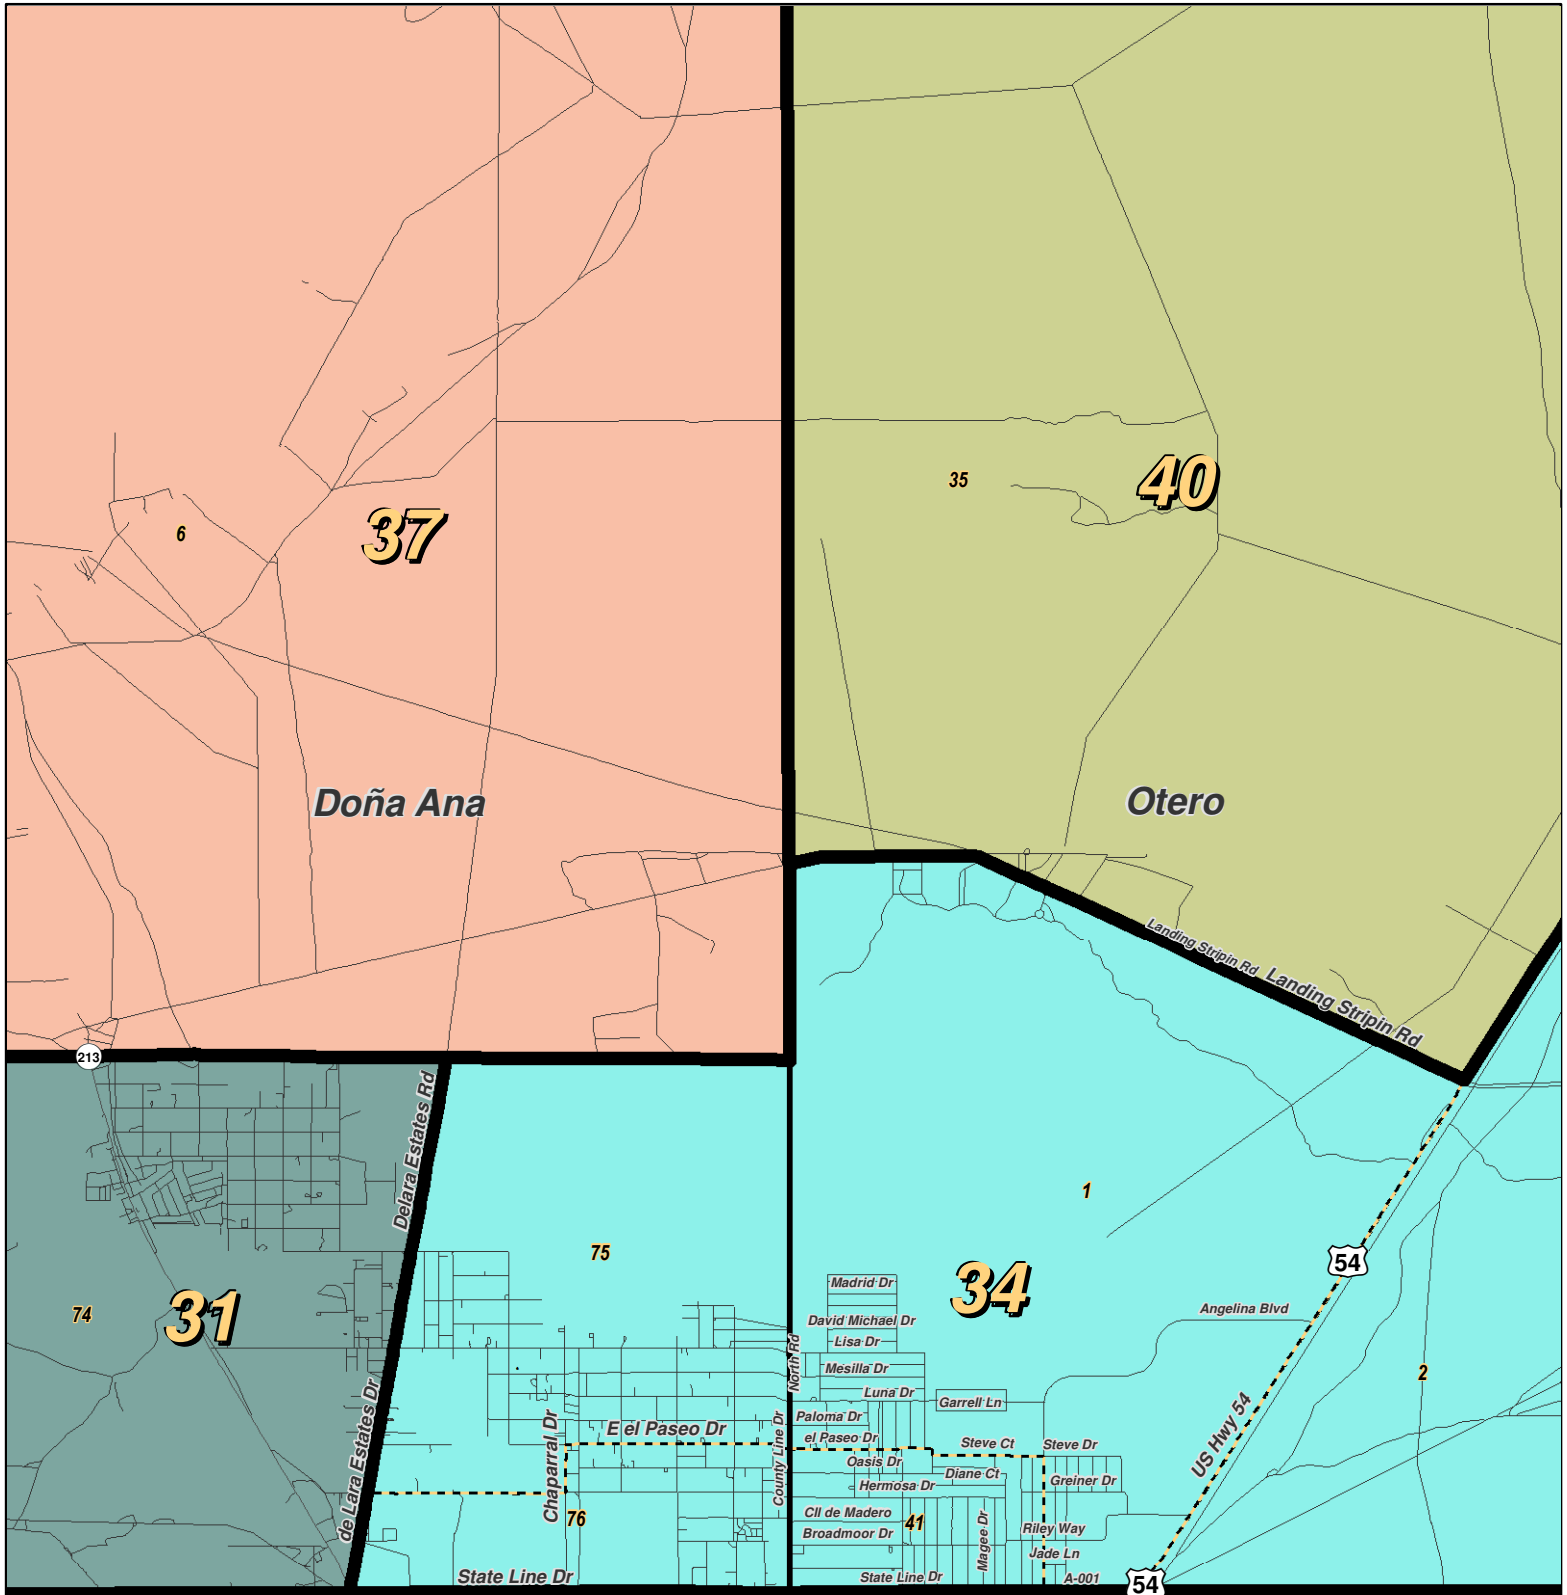 35
40
6
37
Doña Ana
Otero
Landing Stripin Rd
Landing Stripin Rd
213
Delara Estates Rd
1
75
54
Madrid Dr
34
74
31
Angelina Blvd
David Michael Dr
Lisa Dr
North Rd
Mesilla Dr
2
Luna Dr
Garrell Ln
de Lara Estates Dr
Chaparral Dr
Paloma Dr
E el Paseo Dr
el Paseo Dr
County Line Dr
Steve Ct
Steve Dr
US Hwy 54
Oasis Dr
Diane Ct
Greiner Dr
Hermosa Dr
Cll de Madero
76
41
Broadmoor Dr
Magee Dr
Riley Way
Jade Ln
State Line Dr
State Line Dr
A-001
54